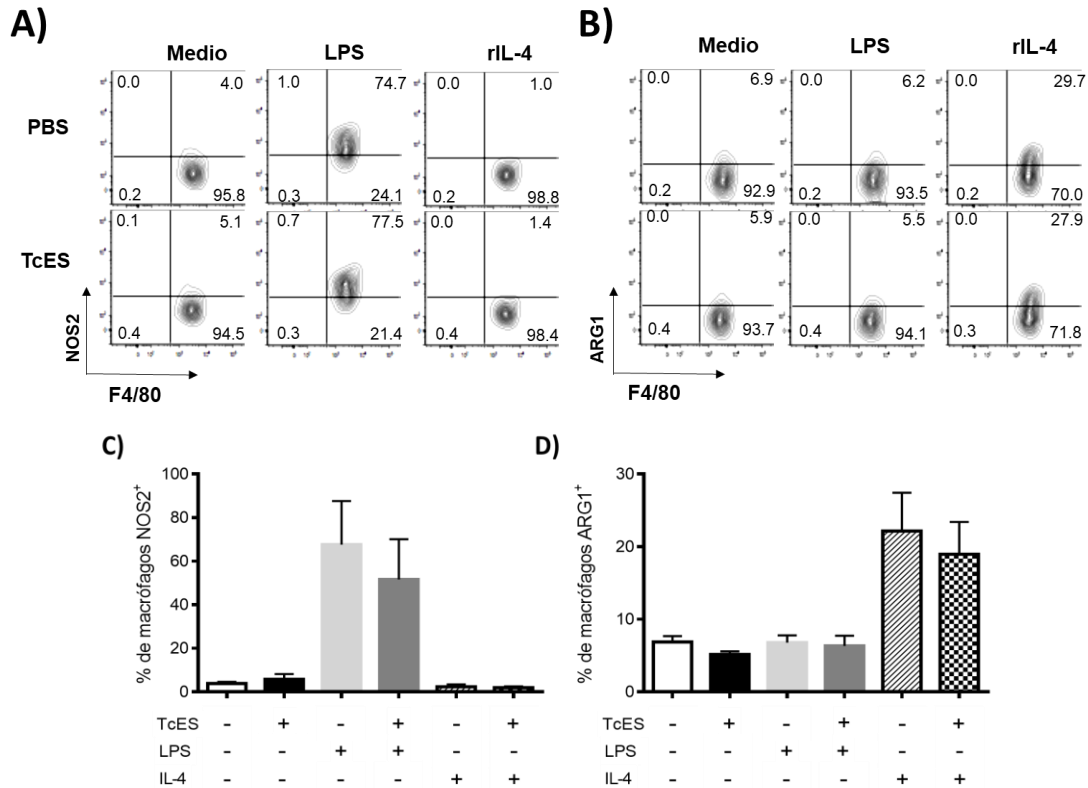 A)
B)
Medio LPS rIL-4
Medio LPS rIL-4
PBS
0.0 4.0
0.2 95.8
1.0 74.7
0.3 24.1
0.0 1.0
0.2 98.8
0.0 6.9
0.2 92.9
0.0 6.2
0.2 93.5
0.0 29.7
0.2 70.0
TcES
0.1 5.1
0.4 94.5
0.7 77.5
0.3 21.4
0.0 1.4
0.4 98.4
0.0 5.9
0.4 93.7
0.0 5.5
0.4 94.1
0.0 27.9
0.3 71.8
NOS2
F4/80
ARG1
F4/80
C)
% de macrófagos NOS2+
100
80
60
40
20
0
TcES - + - + - +
LPS - - + + - -
IL-4 - - - - + +
D)
% de macrófagos ARG1+
30
20
10
0
TcES - + - + - +
LPS - - + + - -
IL-4 - - - - + +